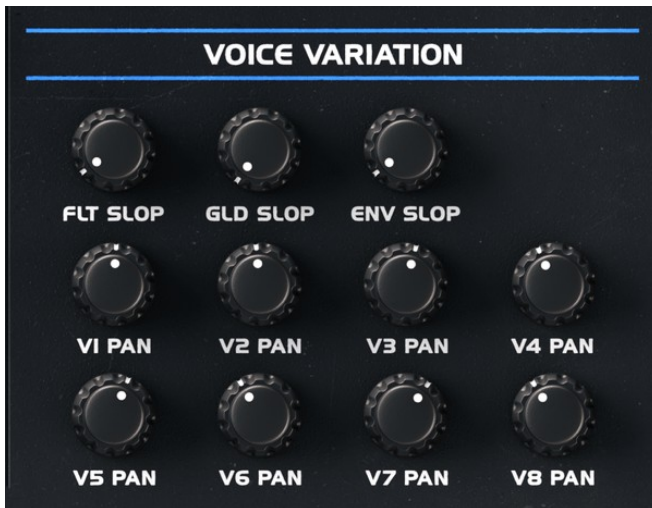 VOICE VARIATION
FLT SLOP GLD SLOP ENV SLOP
V1 PAN V2 PAN V3 PAN V4 PAN
V5 PAN V6 PAN V7 PAN V8 PAN